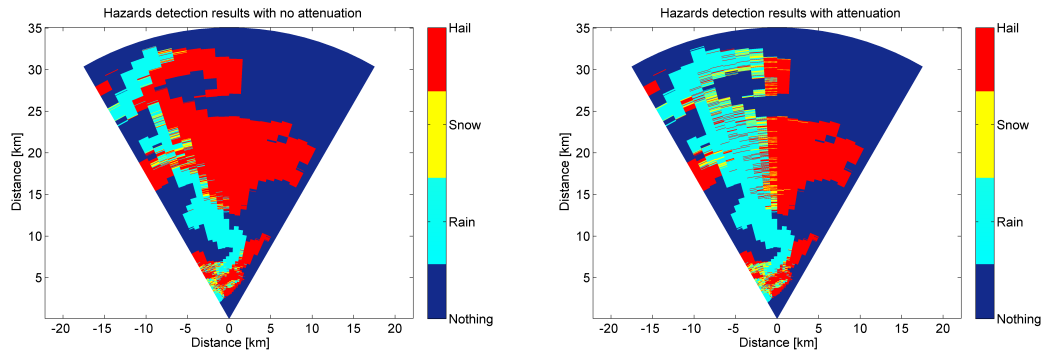 Hazards detection results with no attenuation
35
30
25
20
15
10
5
Distance [km]
-20 -15 -10 -5 0 5 10 15 20
Distance [km]
Hail
Snow
Rain
Nothing
Hazards detection results with attenuation
35
30
25
20
15
10
5
Distance [km]
-20 -15 -10 -5 0 5 10 15 20
Distance [km]
Hail
Snow
Rain
Nothing